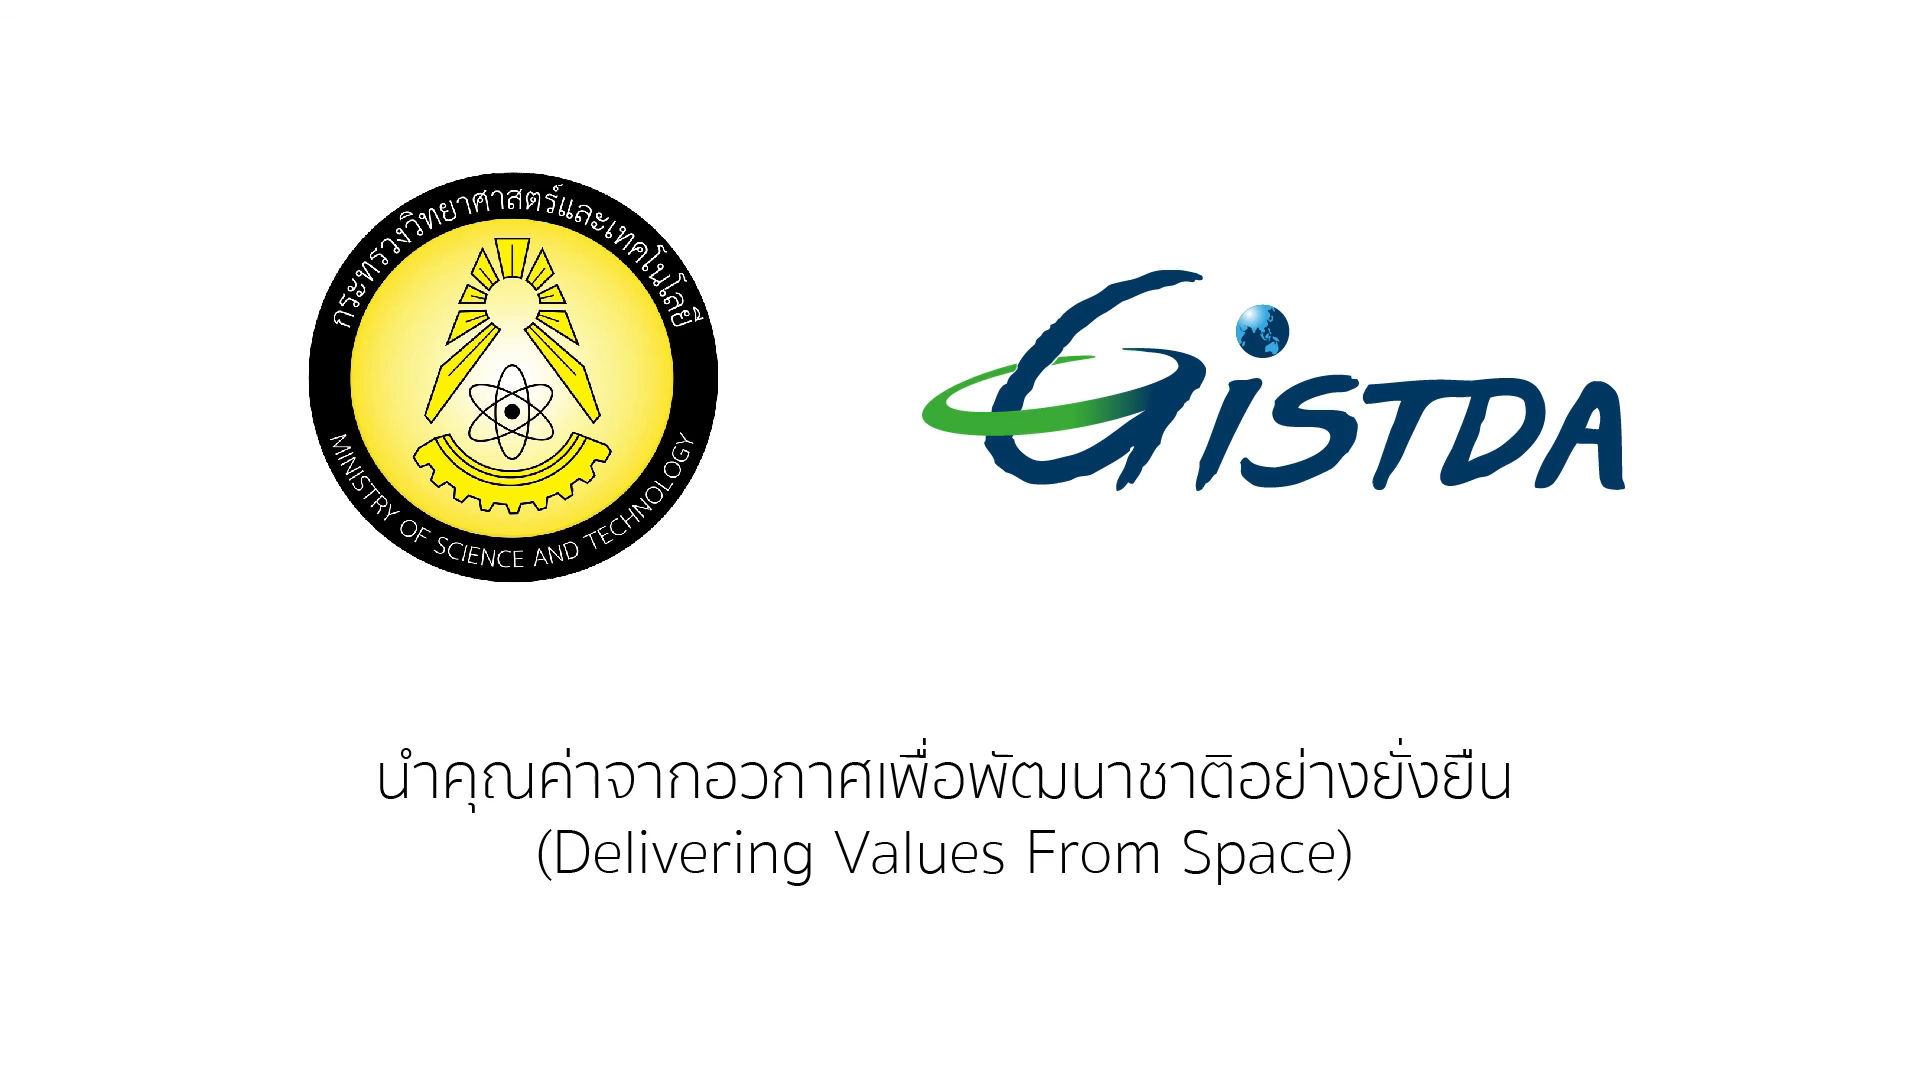 กระทรวงวิทยาศาสตร์และเทคโนโลยี
MINISTRY OF SCIENCE AND TECHNOLOGY
GISTDA
นำคุณค่าจากอวกาศเพื่อพัฒนาชาติอย่างยั่งยืน
(Delivering Values From Space)